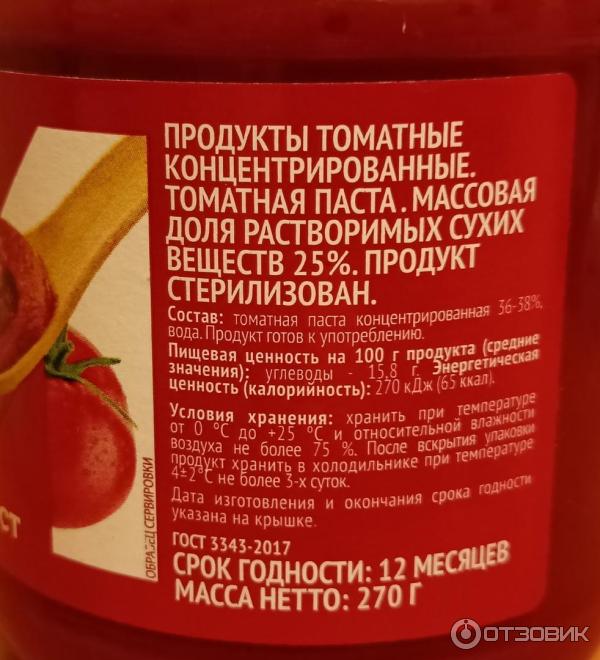 ПРОДУКТЫ ТОМАТНЫЕ
КОНЦЕНТРИРОВАННЫЕ.
ТОМАТНАЯ ПАСТА. МАССОВАЯ
ДОЛЯ РАСТВОРИМЫХ СУХИХ
ВЕЩЕСТВ 25%. ПРОДУКТ
СТЕРИЛИЗОВАН.
Состав: томатная паста концентрированная 36-38%,
вода. Продукт готов к употреблению.
Пищевая ценность на 100 г продукта (средние
значения): углеводы - 15,8 г. Энергетическая
ценность (калорийность): 270 кДж (65 ккал).
Условия хранения: хранить при температуре
от 0 °С до +25 °С и относительной влажности
воздуха не более 75 %. После вскрытия упаковки
продукт хранить в холодильнике при температуре
4±2°С не более 3-х суток.
Дата изготовления и окончания срока годности
указана на крышке.
ГОСТ 3343-2017
СРОК ГОДНОСТИ: 12 МЕСЯЦЕВ
МАССА НЕТТО: 270 Г
ОБРАЗЕЦ СЕРВИРОВКИ
СТ
ОТЗОВИК